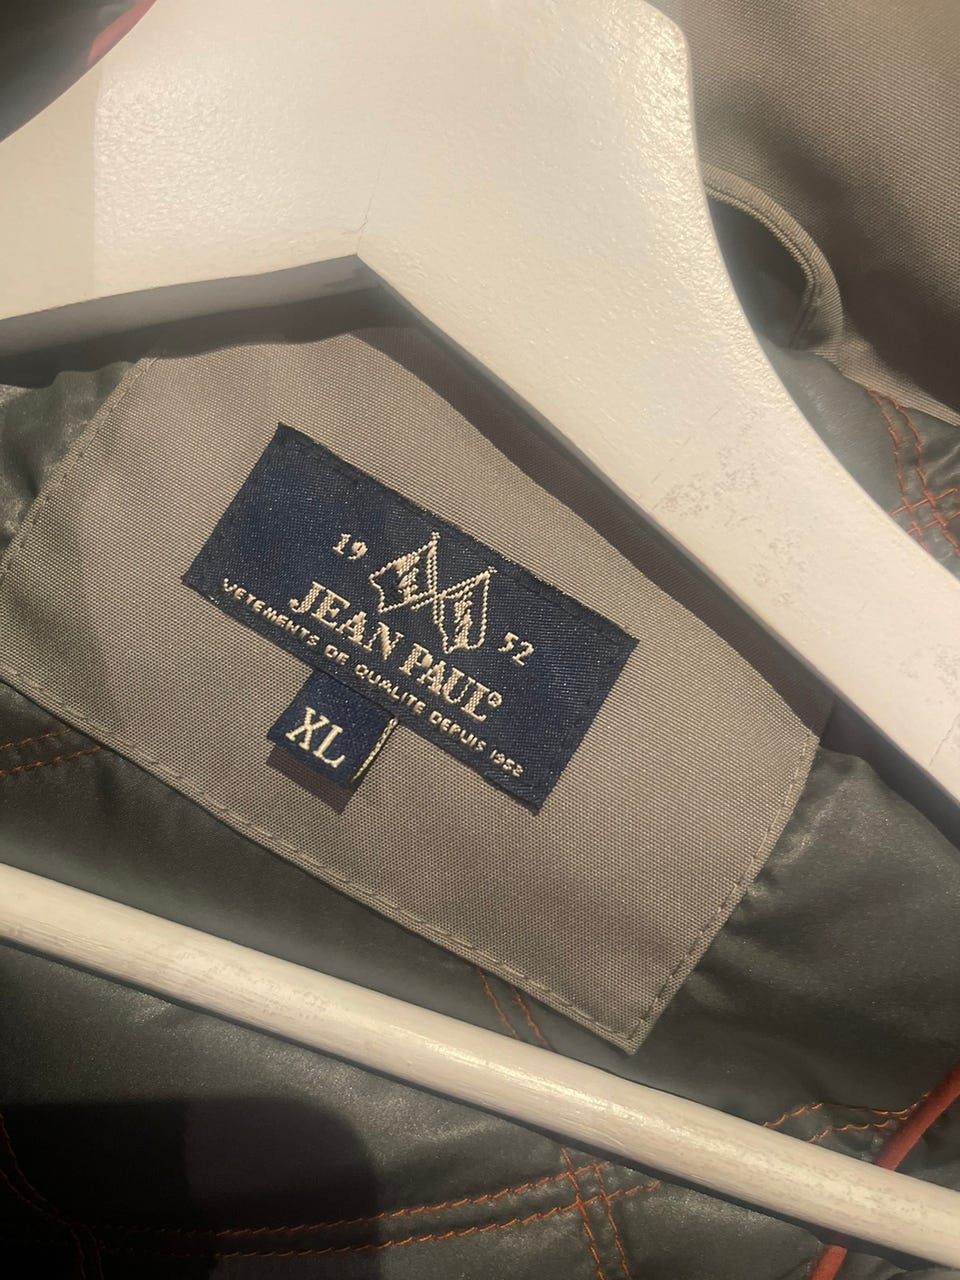 19 52
JEAN PAUL®
VETEMENTS DE QUALITE DEPUIS 1952
XL